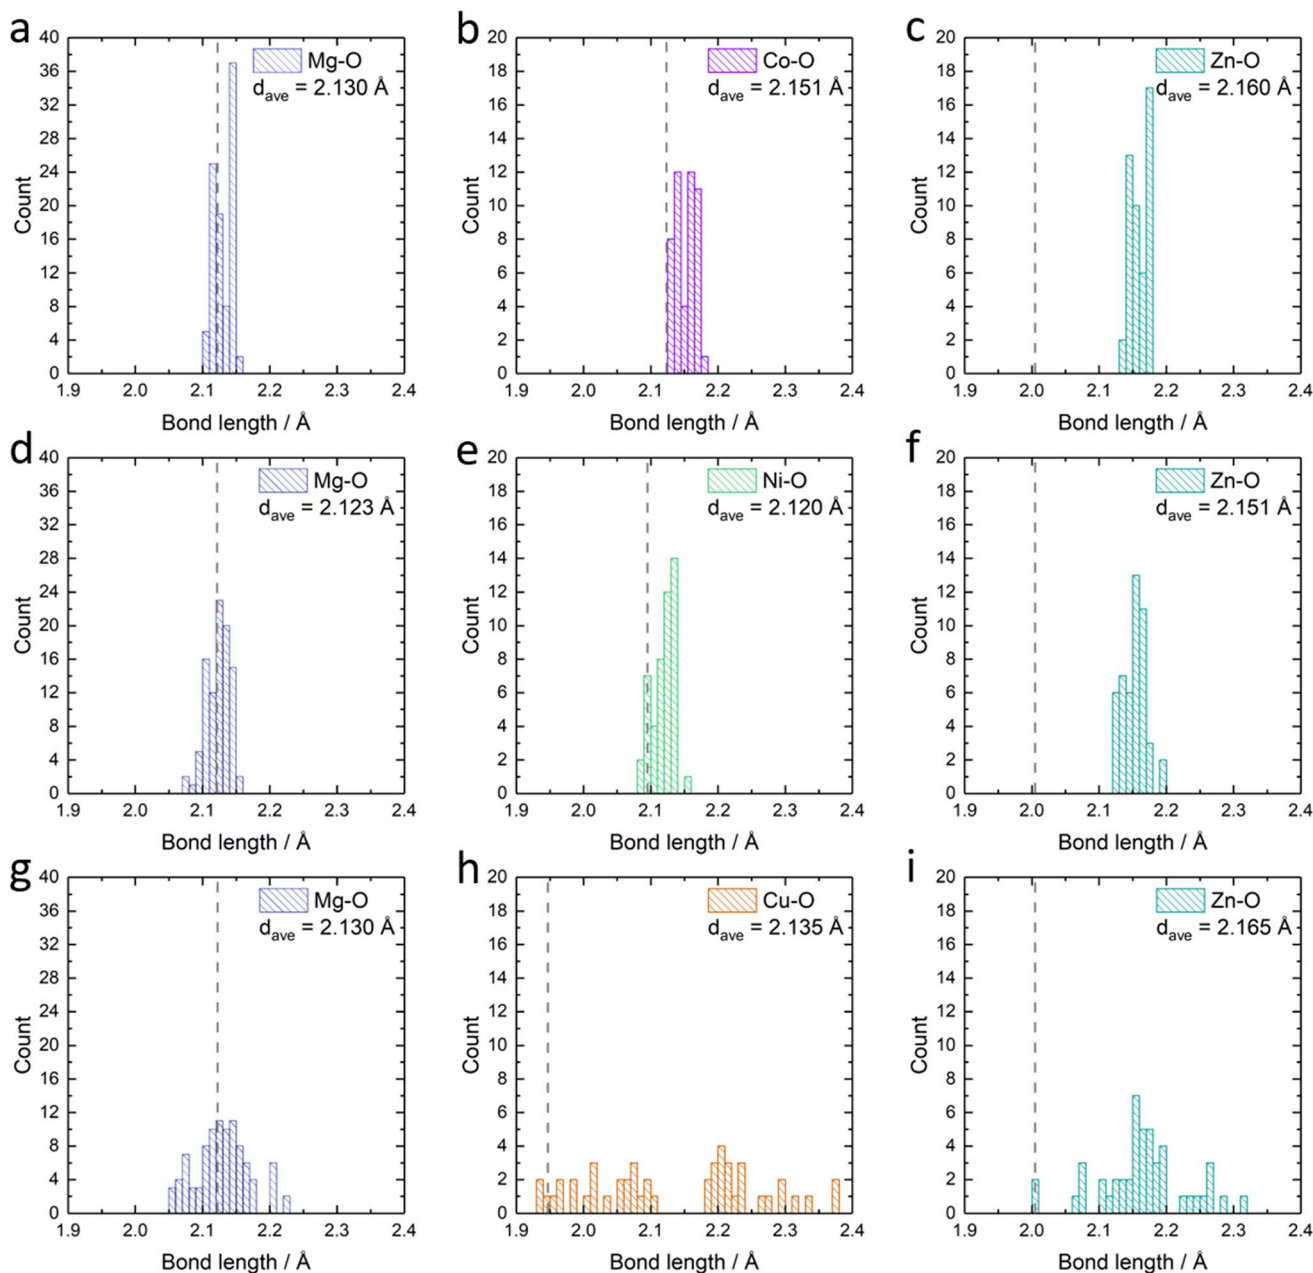 a
40
36
32
28
24
20
16
12
8
4
0
Count
Mg-O
d_ave = 2.130 Å
1.9 2.0 2.1 2.2 2.3 2.4
Bond length / Å
b
20
18
16
14
12
10
8
6
4
2
0
Count
Co-O
d_ave = 2.151 Å
1.9 2.0 2.1 2.2 2.3 2.4
Bond length / Å
c
20
18
16
14
12
10
8
6
4
2
0
Count
Zn-O
d_ave = 2.160 Å
1.9 2.0 2.1 2.2 2.3 2.4
Bond length / Å
d
40
36
32
28
24
20
16
12
8
4
0
Count
Mg-O
d_ave = 2.123 Å
1.9 2.0 2.1 2.2 2.3 2.4
Bond length / Å
e
20
18
16
14
12
10
8
6
4
2
0
Count
Ni-O
d_ave = 2.120 Å
1.9 2.0 2.1 2.2 2.3 2.4
Bond length / Å
f
20
18
16
14
12
10
8
6
4
2
0
Count
Zn-O
d_ave = 2.151 Å
1.9 2.0 2.1 2.2 2.3 2.4
Bond length / Å
g
40
36
32
28
24
20
16
12
8
4
0
Count
Mg-O
d_ave = 2.130 Å
1.9 2.0 2.1 2.2 2.3 2.4
Bond length / Å
h
20
18
16
14
12
10
8
6
4
2
0
Count
Cu-O
d_ave = 2.135 Å
1.9 2.0 2.1 2.2 2.3 2.4
Bond length / Å
i
20
18
16
14
12
10
8
6
4
2
0
Count
Zn-O
d_ave = 2.165 Å
1.9 2.0 2.1 2.2 2.3 2.4
Bond length / Å